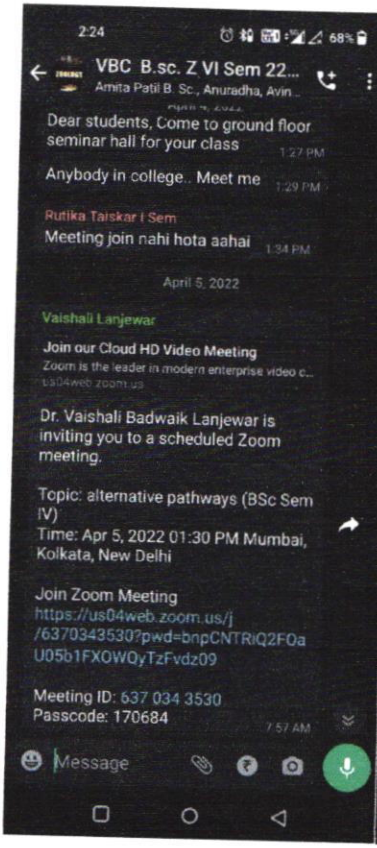 2:24
68%
VBC B.sc. Z VI Sem 22...
Amita Patil B. Sc., Anuradha, Avin...
April 4, 2022
Dear students, Come to ground floor
seminar hall for your class
1:27 PM
Anybody in college.. Meet me
1:29 PM
Rutika Taiskar i Sem
Meeting join nahi hota aahai
1:34 PM
April 5, 2022
Vaishali Lanjewar
Join our Cloud HD Video Meeting
Zoom is the leader in modern enterprise video c...
us04web.zoom.us
Dr. Vaishali Badwaik Lanjewar is
inviting you to a scheduled Zoom
meeting.
Topic: alternative pathways (BSc Sem
IV)
Time: Apr 5, 2022 01:30 PM Mumbai,
Kolkata, New Delhi
Join Zoom Meeting
https://us04web.zoom.us/j
/6370343530?pwd=bnpCNTRiQ2FOa
U05b1FXOWOyTzFvdz09
Meeting ID: 637 034 3530
Passcode: 170684
7:57 AM
Message